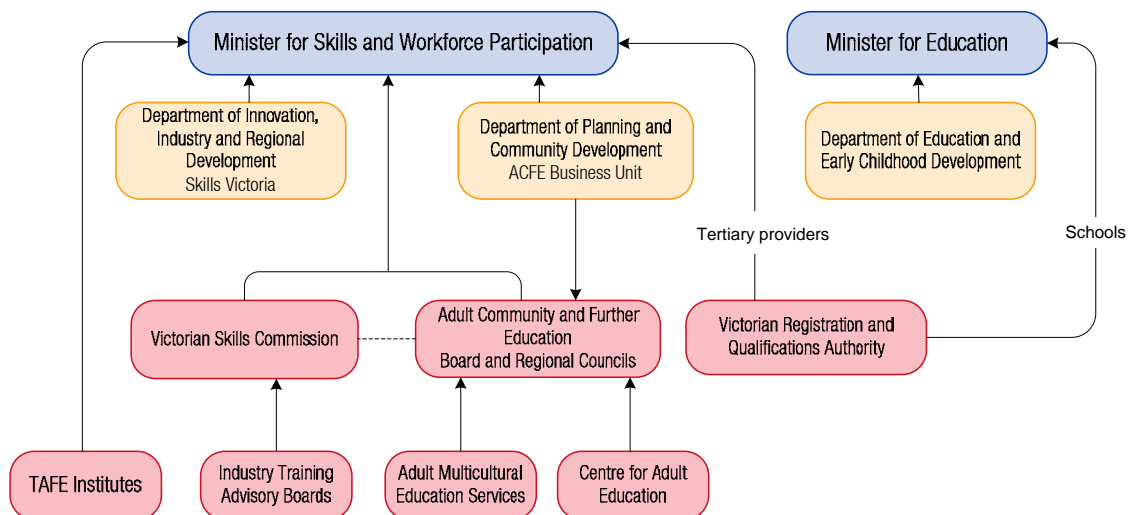 Minister for Skills and Workforce Participation
Minister for Education
Department of Innovation,
Industry and Regional
Development
Skills Victoria
Department of Planning and
Community Development
ACFE Business Unit
Department of Education and
Early Childhood Development
Tertiary providers
Schools
Victorian Skills Commission
Adult Community and Further
Education
Board and Regional Councils
Victorian Registration and
Qualifications Authority
TAFE Institutes
Industry Training
Advisory Boards
Adult Multicultural
Education Services
Centre for Adult
Education